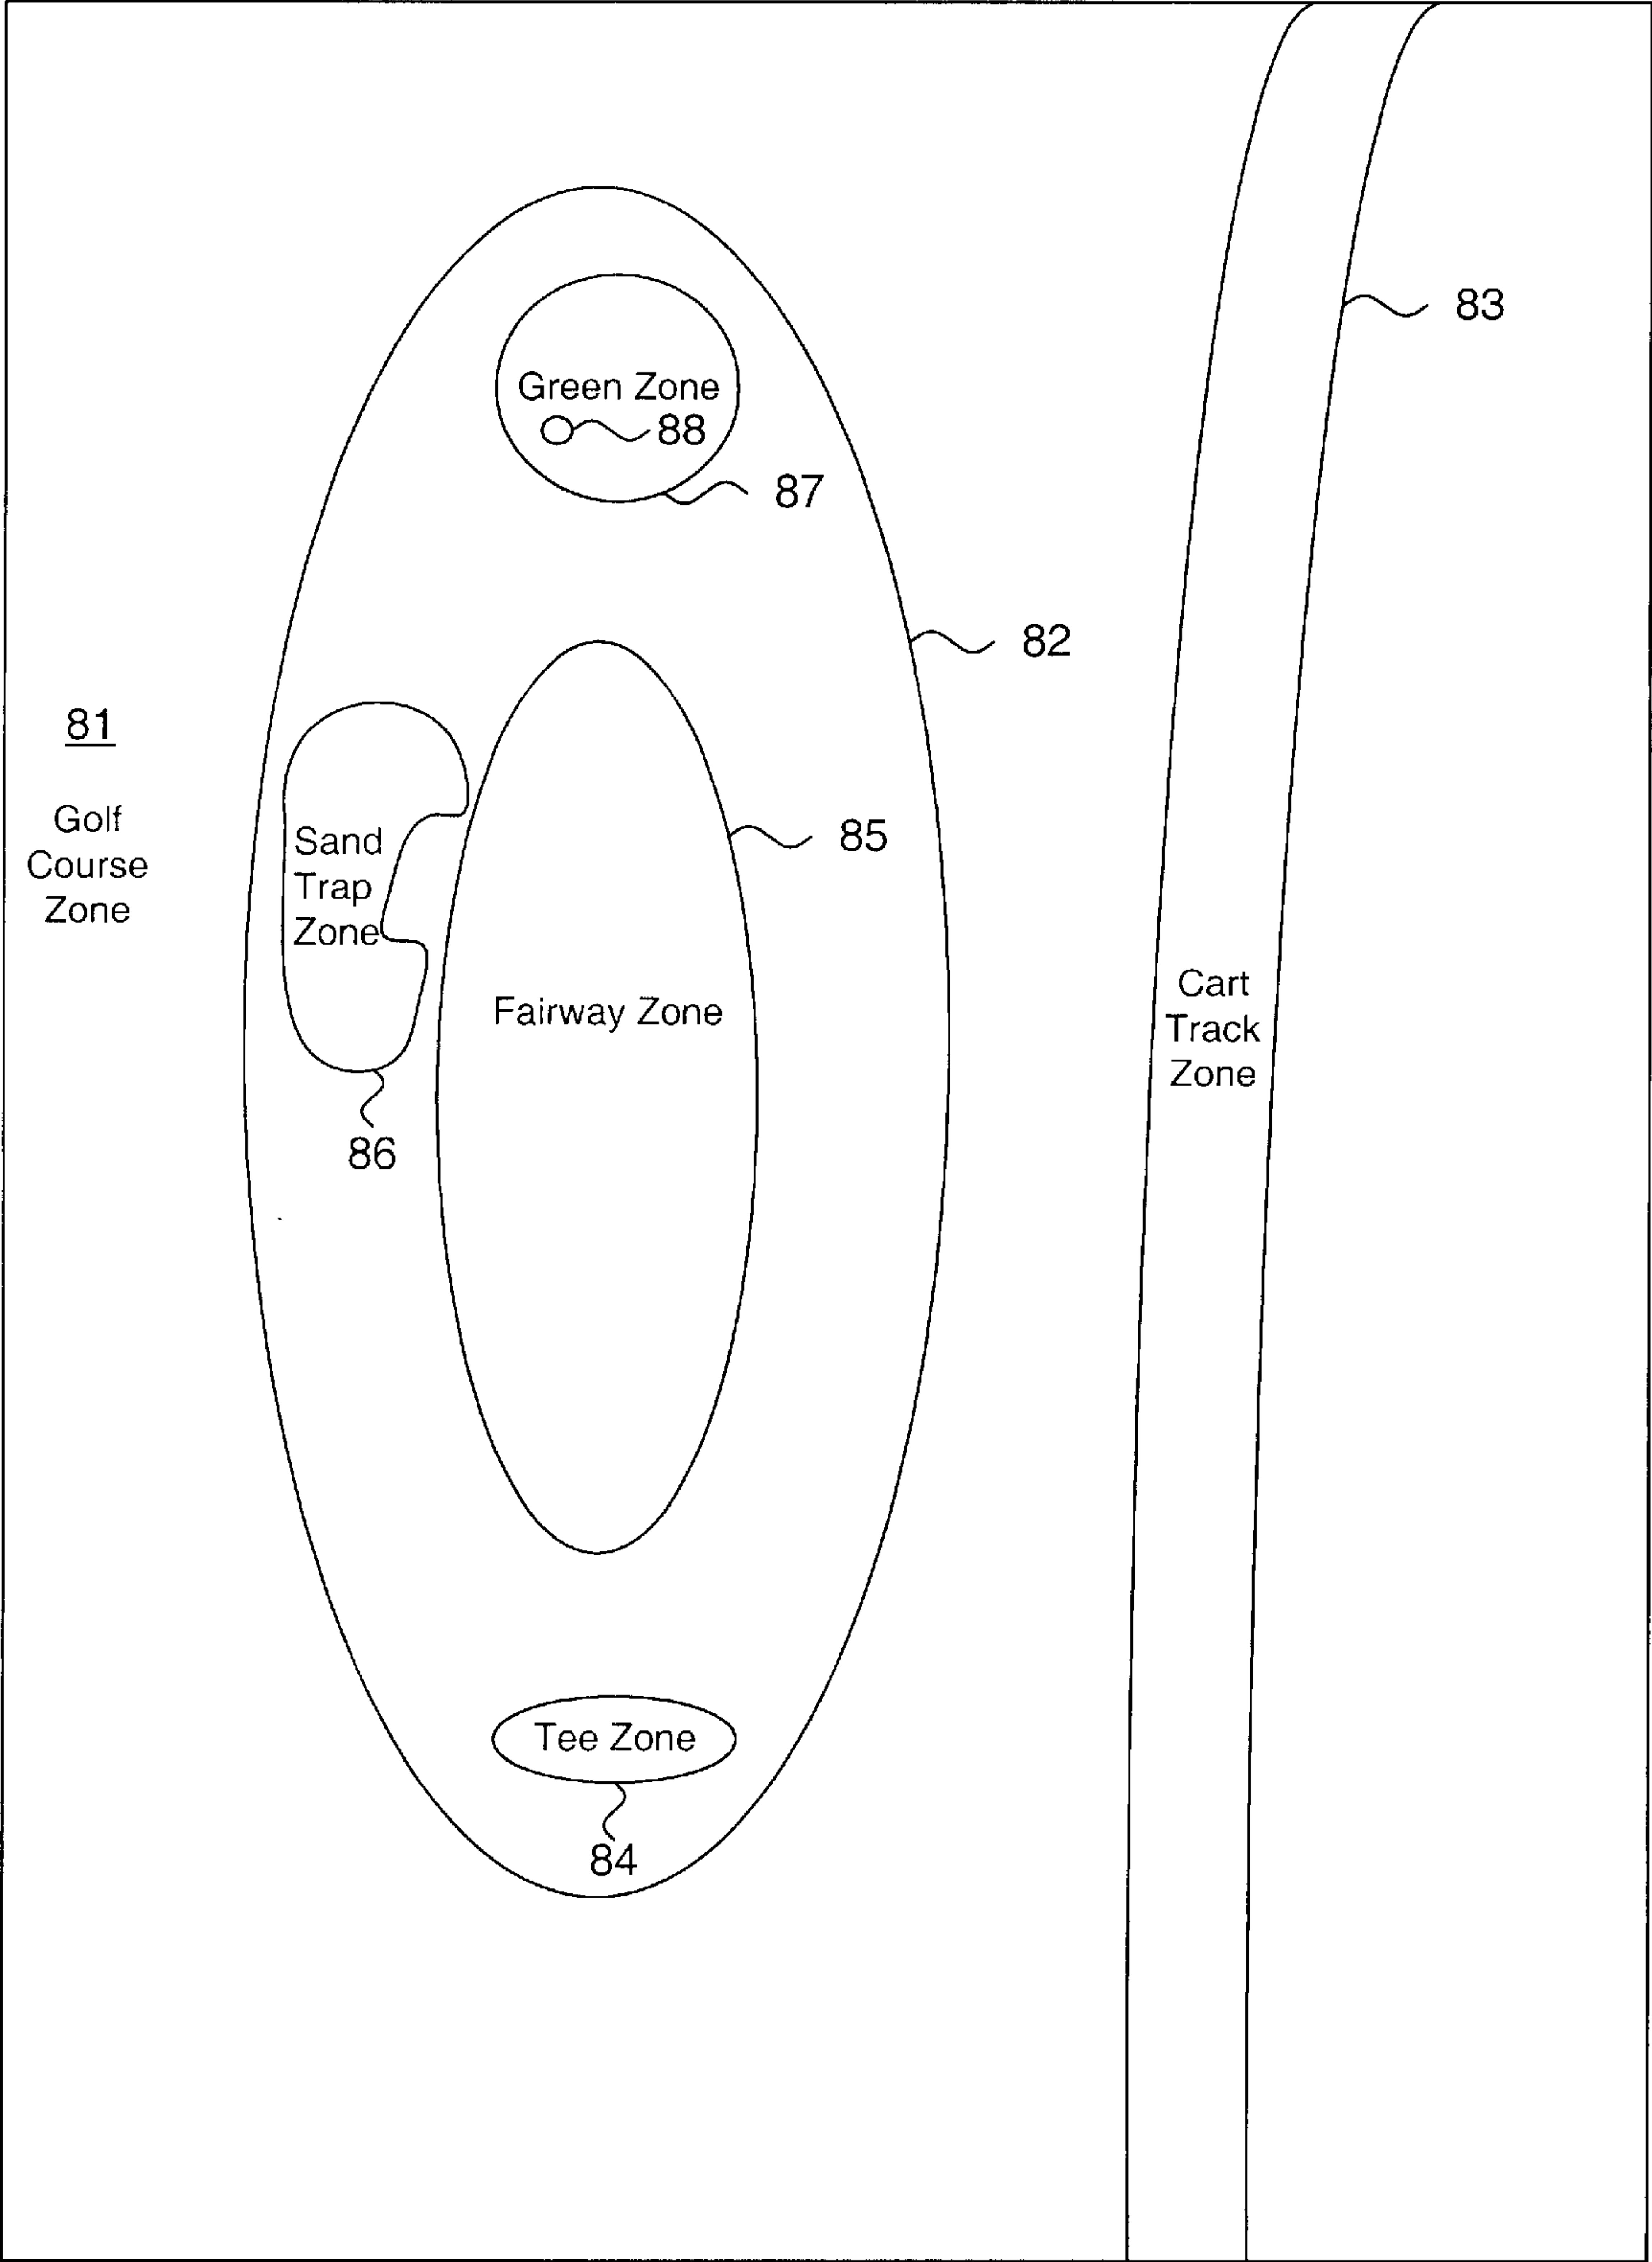 83
Green Zone
88
87
82
81
Golf
Course
Zone
Sand
Trap
Zone
85
Fairway Zone
Cart
Track
Zone
86
Tee Zone
84